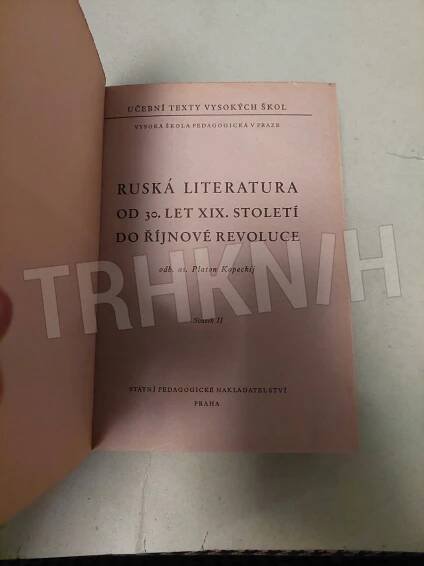 UČEBNÍ TEXTY VYSOKÝCH ŠKOL
VYSOKÁ ŠKOLA PEDAGOGICKÁ V PRAZE
RUSKÁ LITERATURA
OD 30. LET XIX. STOLETÍ
DO ŘÍJNOVÉ REVOLUCE
odb. as. Platon Kopeckij
TRHKNIH
Svazek II
STÁTNÍ PEDAGOGICKÉ NAKLADATELSTVÍ
PRAHA